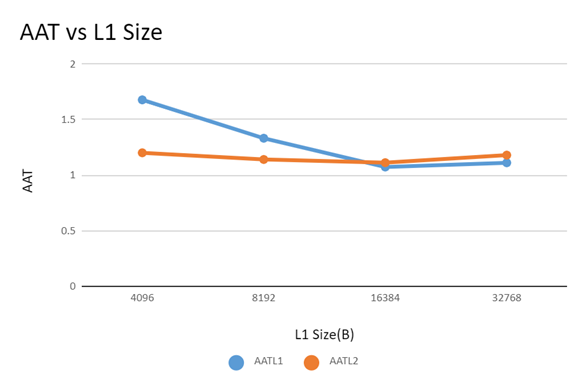 AAT vs L1 Size
2
1.5
1
0.5
0
AAT
4096 8192 16384 32768
L1 Size(B)
AATL1 AATL2